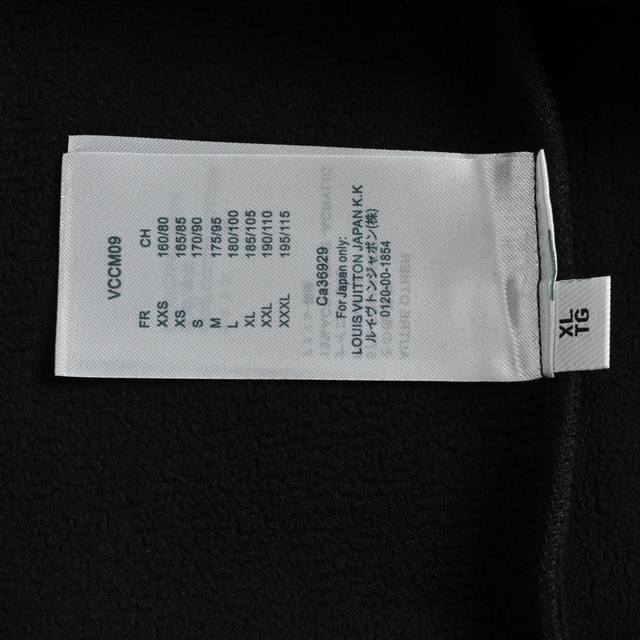 VCCM09
FR CH
XXS 160/80
XS 165/85
S 170/90
M 175/95
L 180/100
XL 185/105
XXL 190/110
XXXL 195/115
Ca36929
For Japan only:
LOUIS VUITTON JAPAN K.K
ルイ・ヴィトンジャポン(株)
0120-00-1854
XL
TG